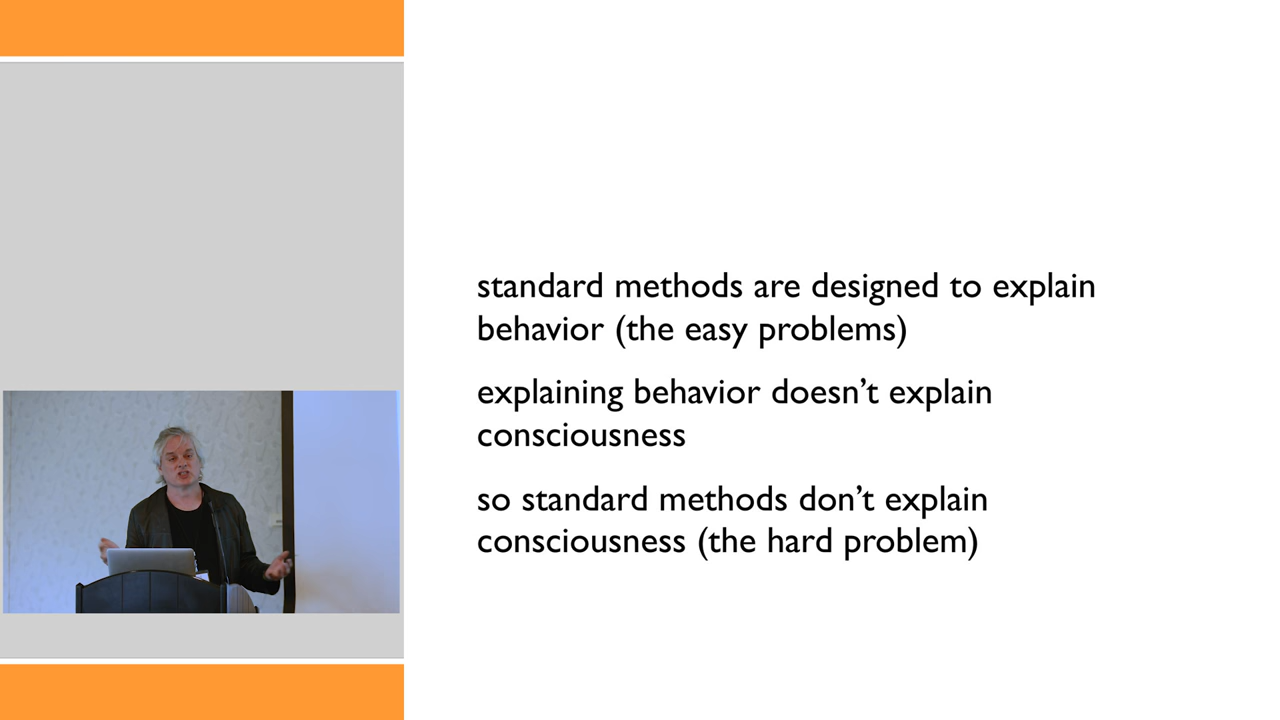 standard methods are designed to explain
behavior (the easy problems)
explaining behavior doesn’t explain
consciousness
so standard methods don’t explain
consciousness (the hard problem)